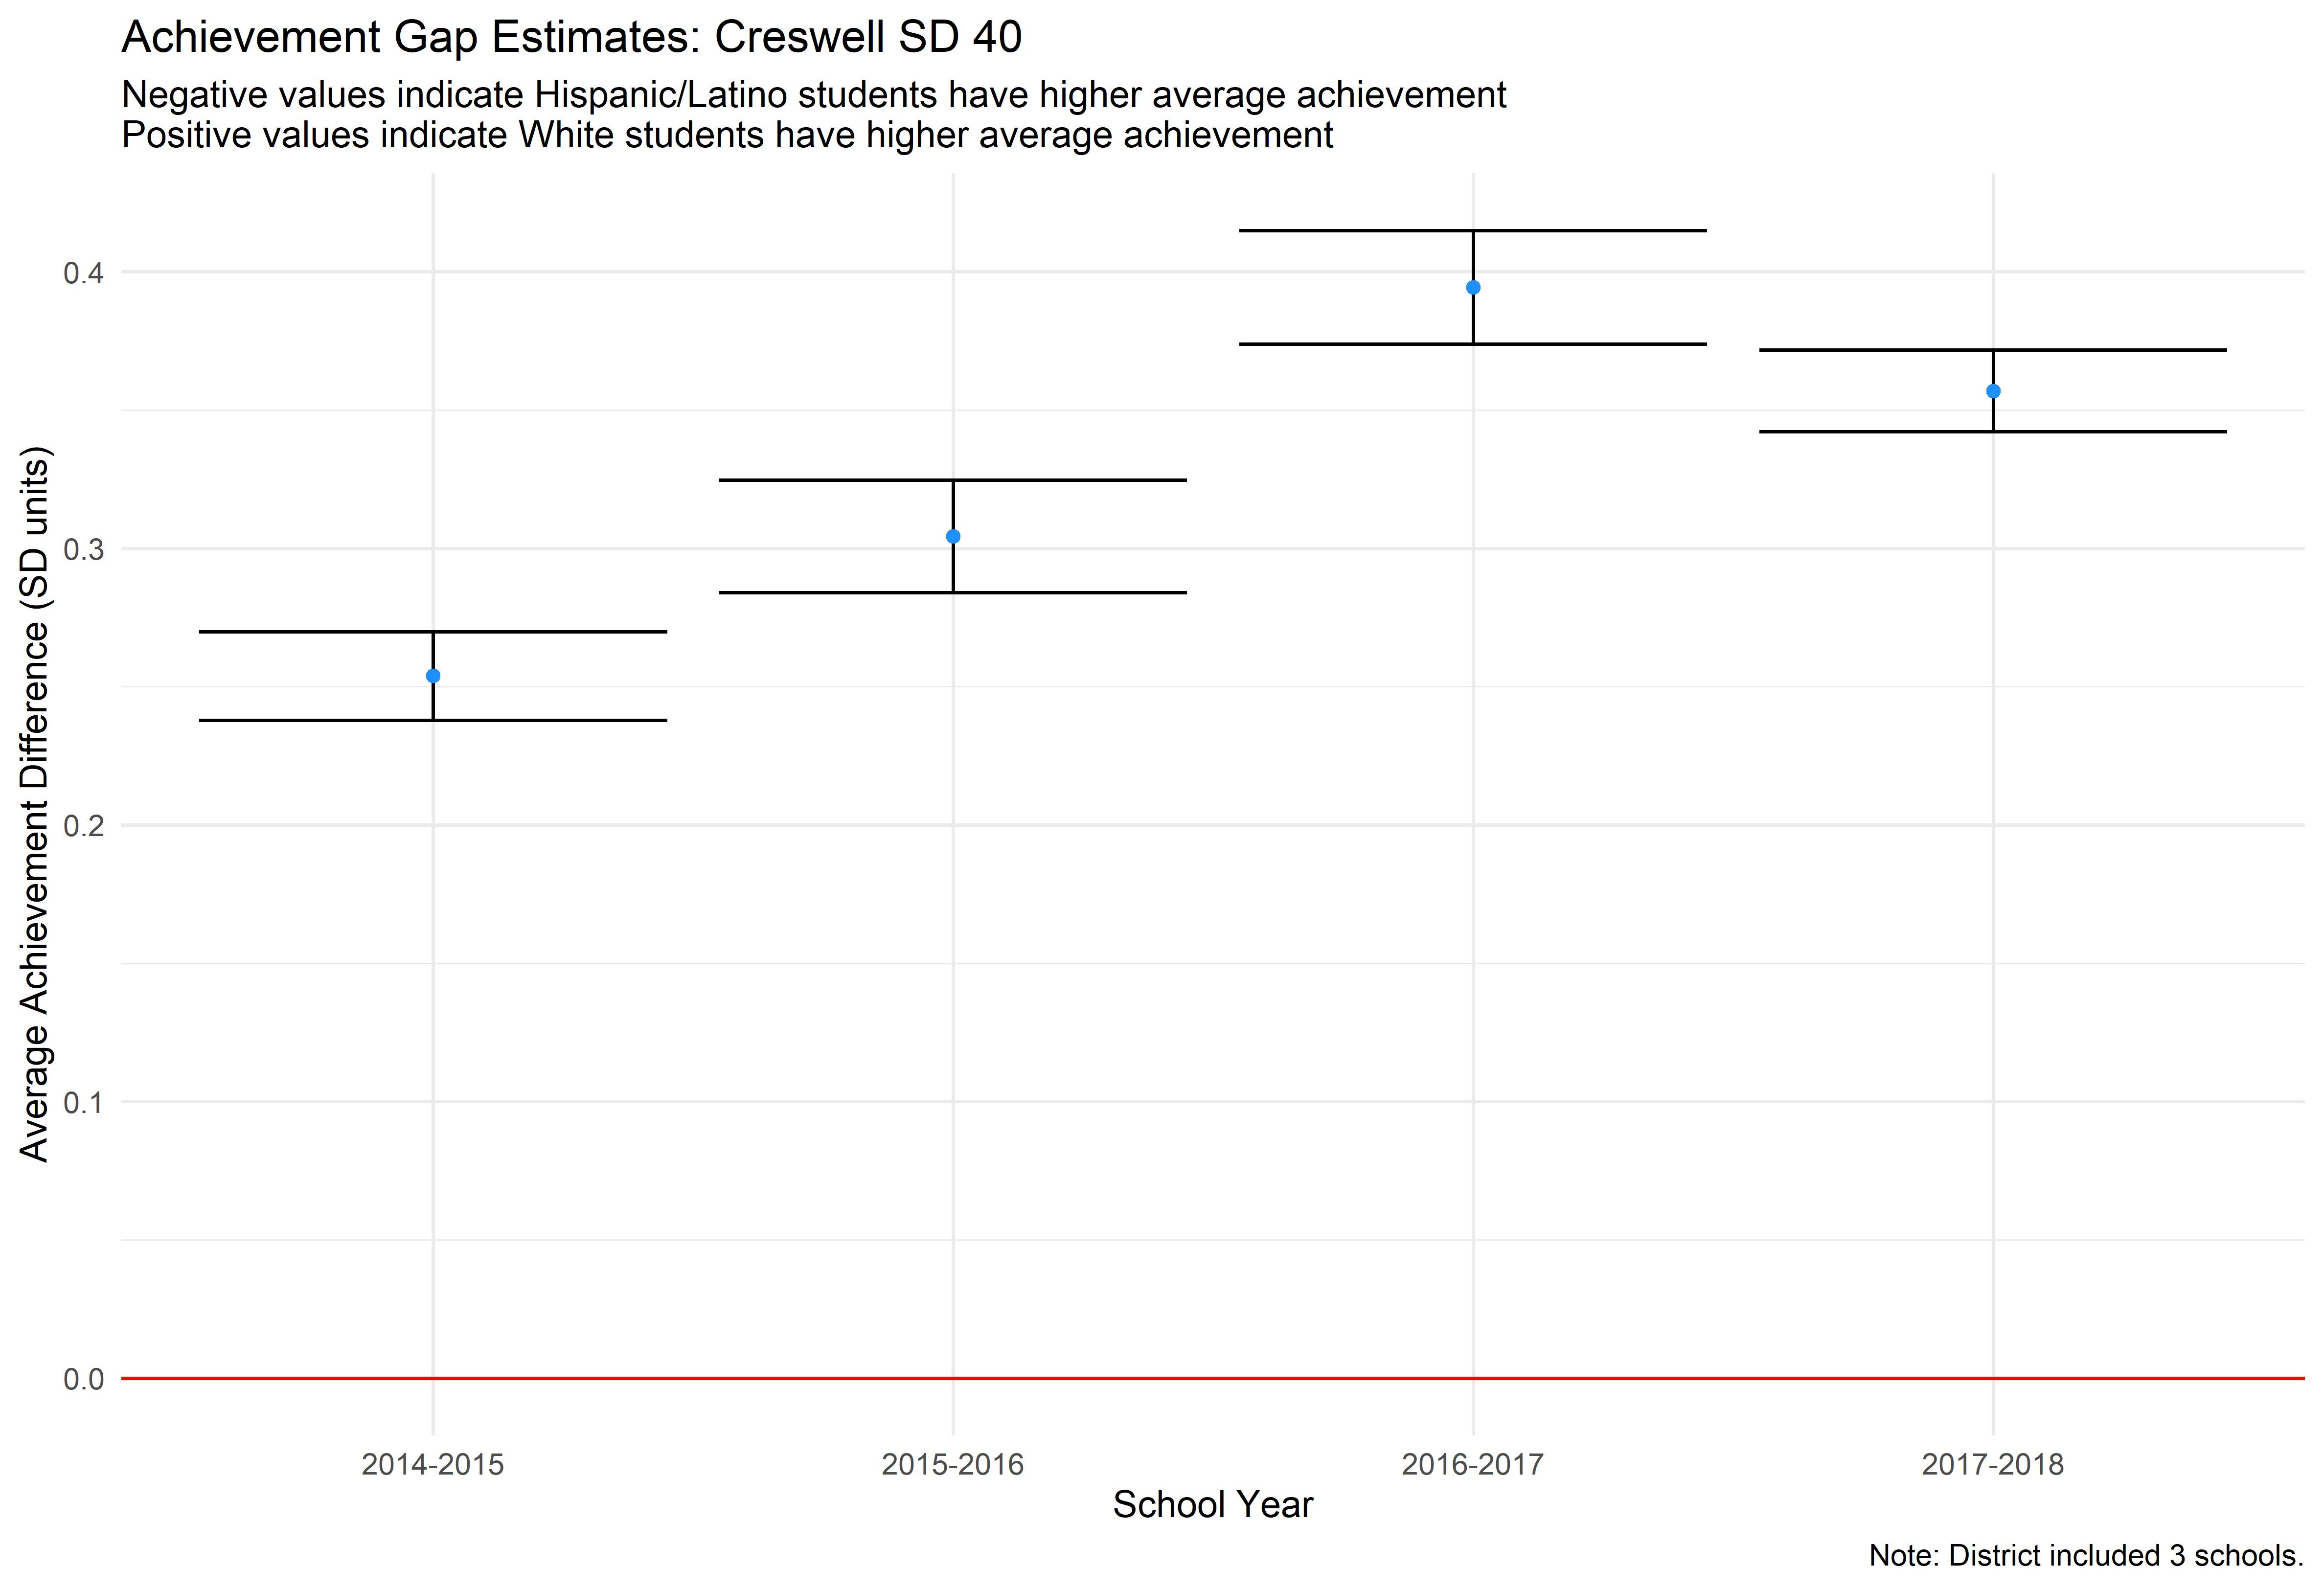 Achievement Gap Estimates: Creswell SD 40
Negative values indicate Hispanic/Latino students have higher average achievement
Positive values indicate White students have higher average achievement
Average Achievement Difference (SD units)
0.4
0.3
0.2
0.1
0.0
2014-2015
2015-2016
2016-2017
2017-2018
School Year
Note: District included 3 schools.